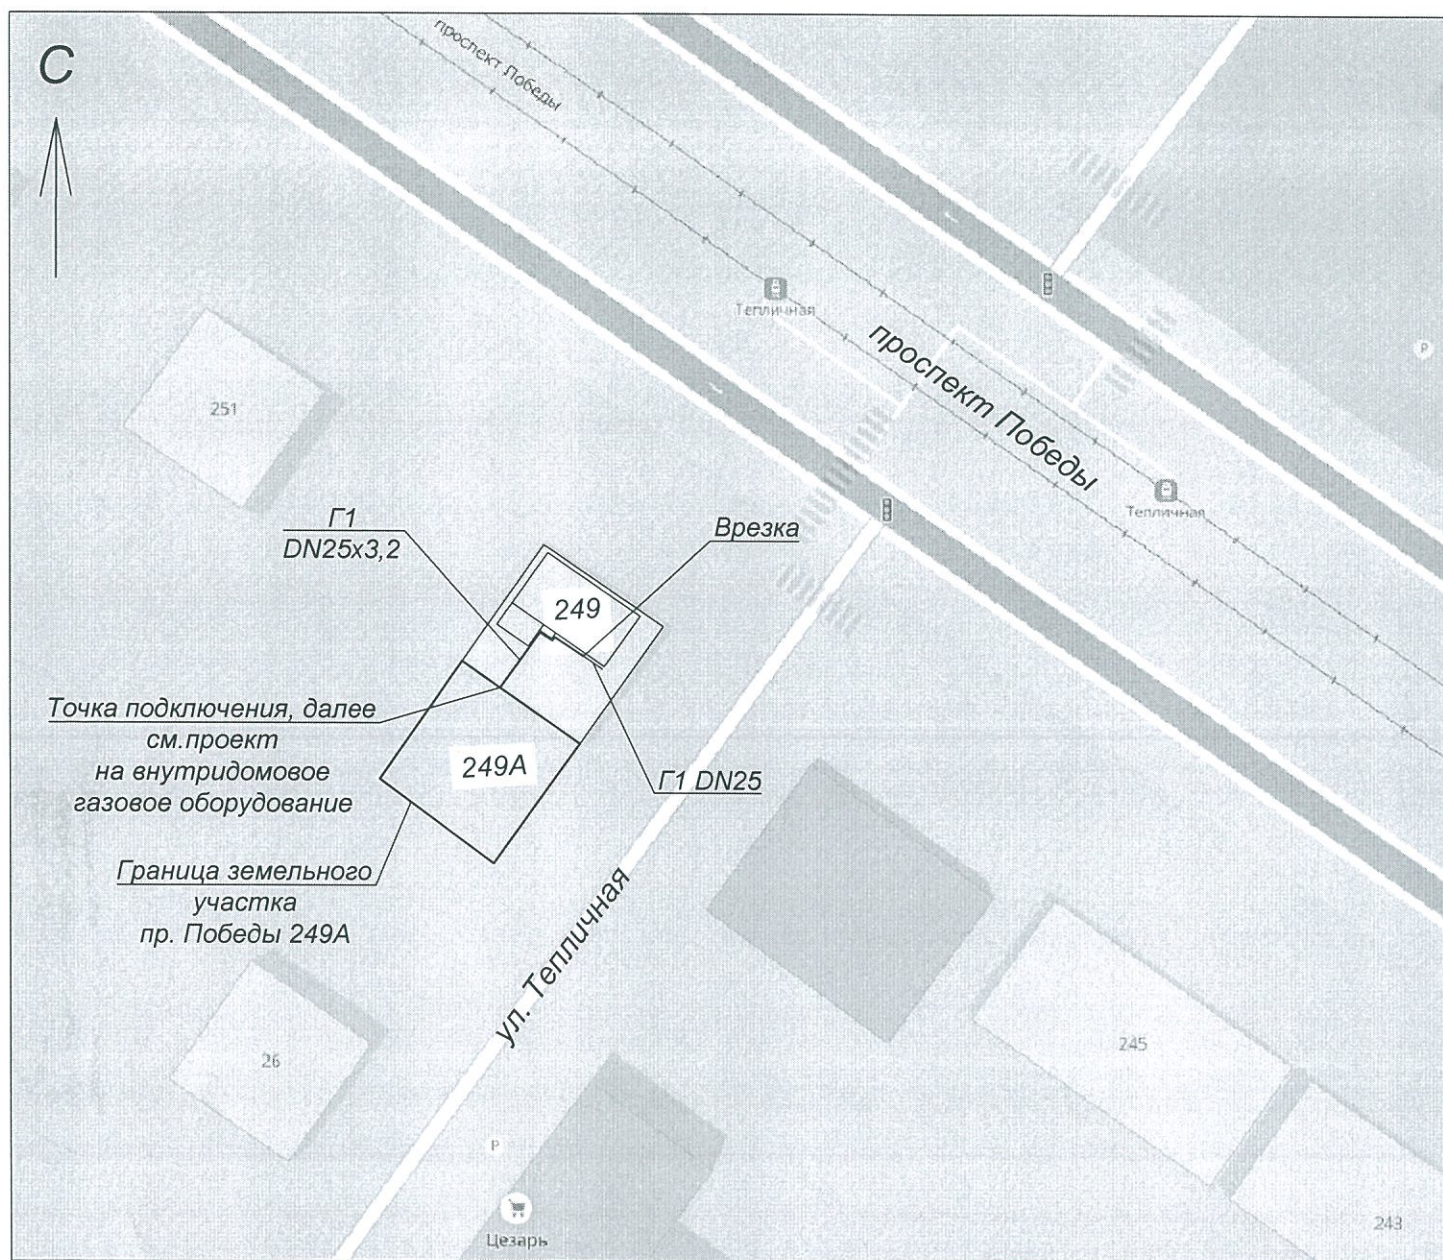 С
проспект Победы
Тепличная
проспект Победы
P
251
Тепличная
Г1
DN25x3,2
Врезка
249
Точка подключения, далее
см.проект
на внутридомовое
газовое оборудование
249А
Г1 DN25
Граница земельного
участка
пр. Победы 249А
ул. Тепличная
26
245
P
Цезарь
243